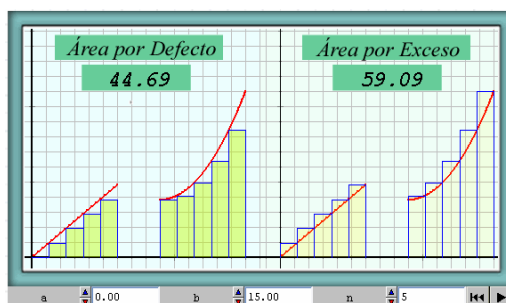 Área por Defecto
Área por Exceso
44.69
59.09
a 0.00 b 15.00 n 5